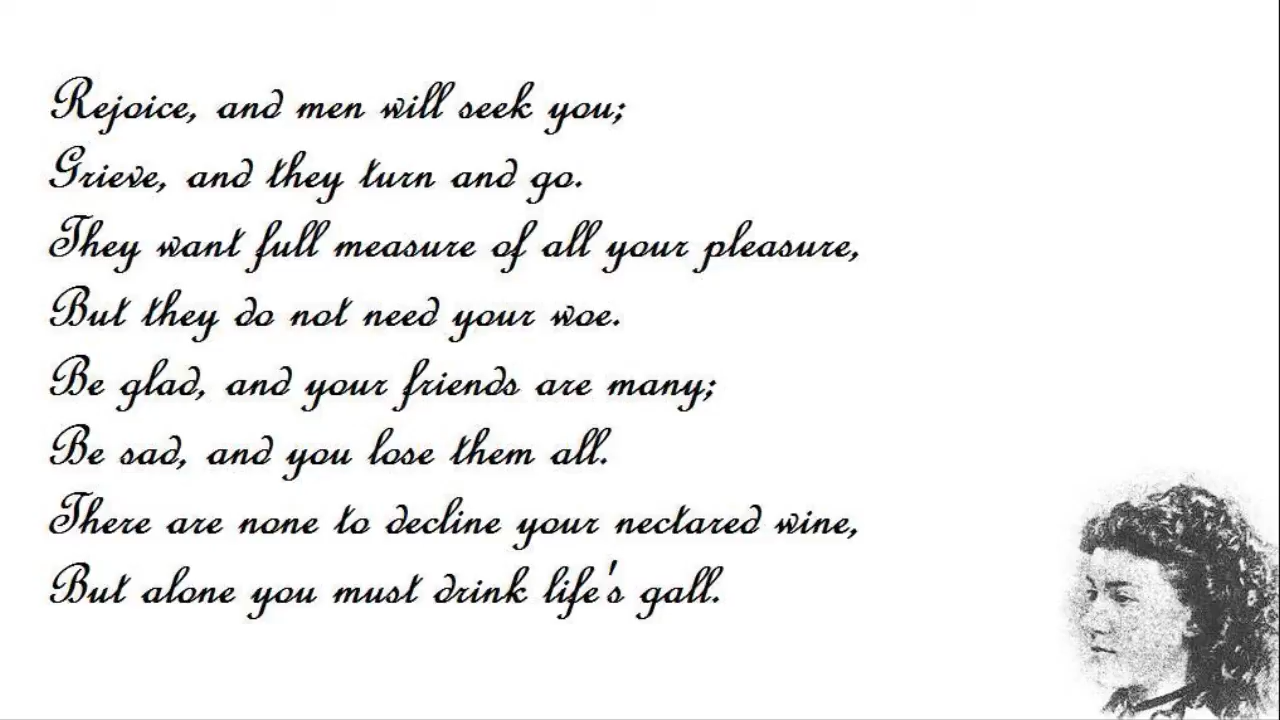 Rejoice, and men will seek you;
Grieve, and they turn and go.
They want full measure of all your pleasure,
But they do not need your woe.
Be glad, and your friends are many;
Be sad, and you lose them all.
There are none to decline your nectared wine,
But alone you must drink life's gall.